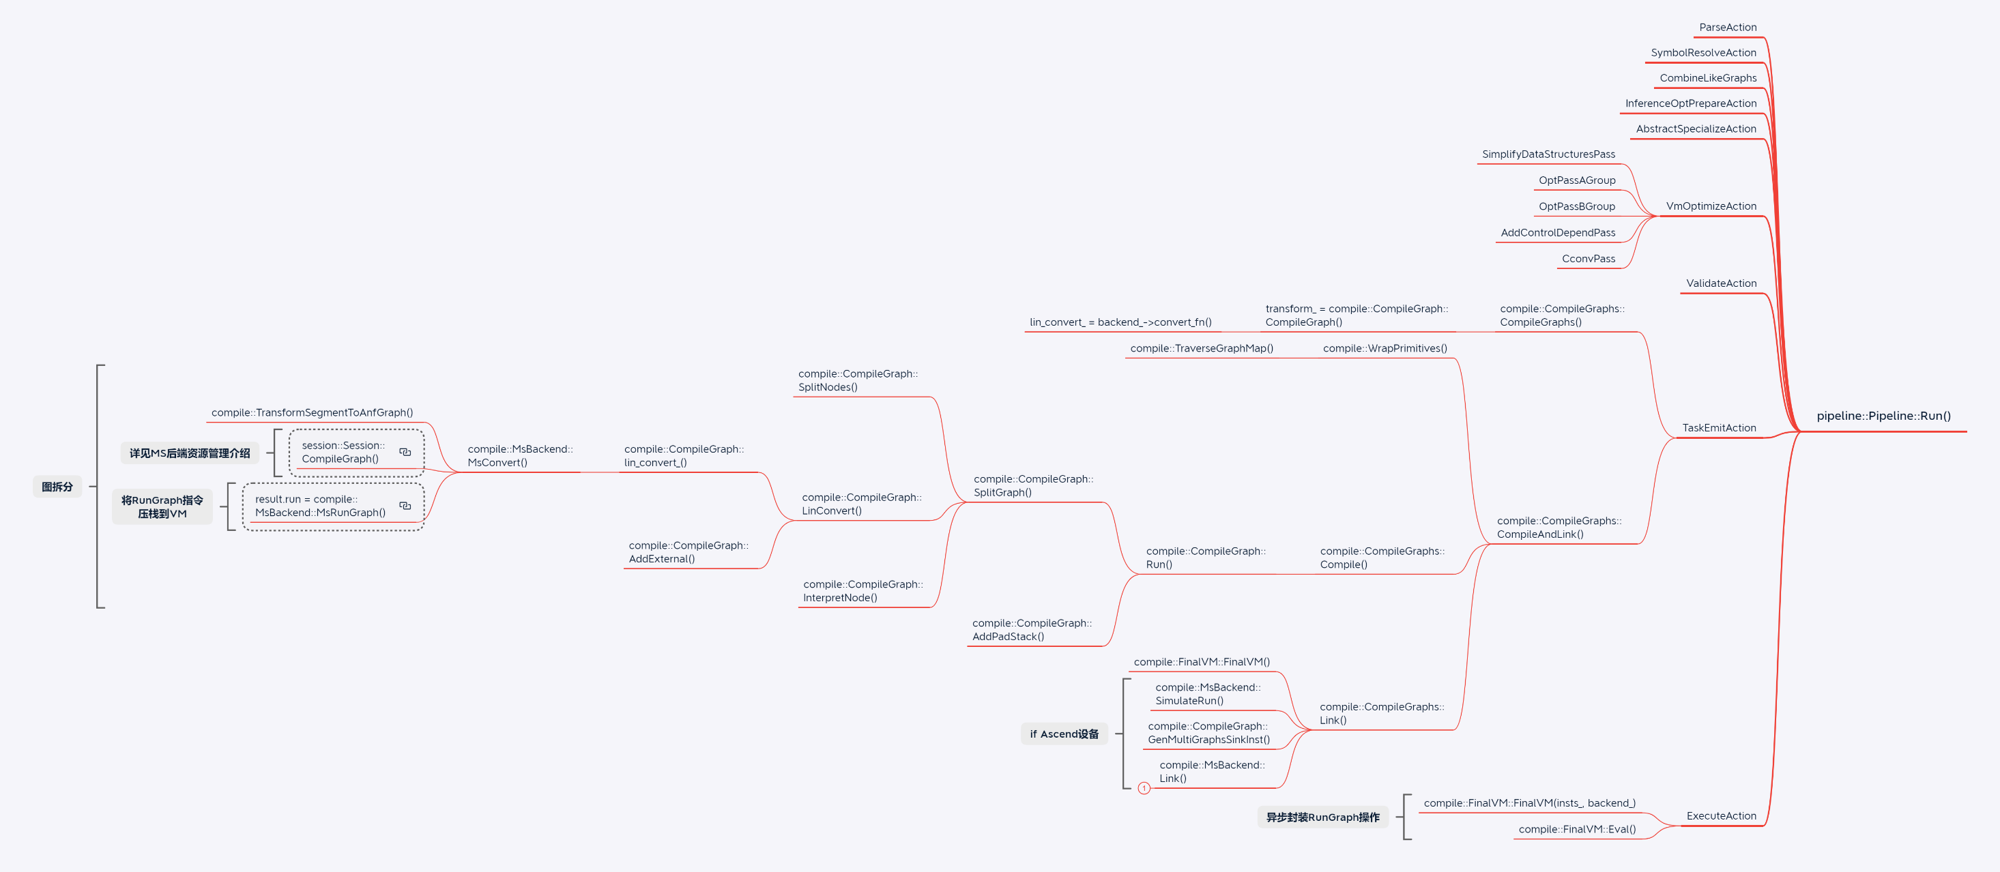 ParseAction
SymbolResolveAction
CombineLikeGraphs
InferenceOptPrepareAction
AbstractSpecializeAction
SimplifyDataStructuresPass
OptPassAGroup
OptPassBGroup
VmOptimizeAction
AddControlDependPass
CconvPass
ValidateAction
lin_convert_ = backend_->convert_fn()
transform_ = compile::CompileGraph::
CompileGraph()
compile::CompileGraphs::
CompileGraphs()
compile::TraverseGraphMap()
compile::WrapPrimitives()
compile::CompileGraph::
SplitNodes()
pipeline::Pipeline::Run()
TaskEmitAction
compile::TransformSegmentToAnfGraph()
详见MS后端资源管理介绍
session::Session::
CompileGraph()
compile::MsBackend::
MsConvert()
compile::CompileGraph::
lin_convert_()
图拆分
将RunGraph指令
压栈到VM
result.run = compile::
MsBackend::MsRunGraph()
compile::CompileGraph::
LinConvert()
compile::CompileGraph::
SplitGraph()
compile::CompileGraphs::
CompileAndLink()
compile::CompileGraph::
AddExternal()
compile::CompileGraph::
Run()
compile::CompileGraphs::
Compile()
compile::CompileGraph::
InterpretNode()
compile::CompileGraph::
AddPadStack()
compile::FinalVM::FinalVM()
compile::MsBackend::
SimulateRun()
compile::CompileGraphs::
Link()
if Ascend设备
compile::CompileGraph::
GenMultiGraphsSinkInst()
compile::MsBackend::
Link()
1
异步封装RunGraph操作
compile::FinalVM::FinalVM(insts_, backend_)
ExecuteAction
compile::FinalVM::Eval()